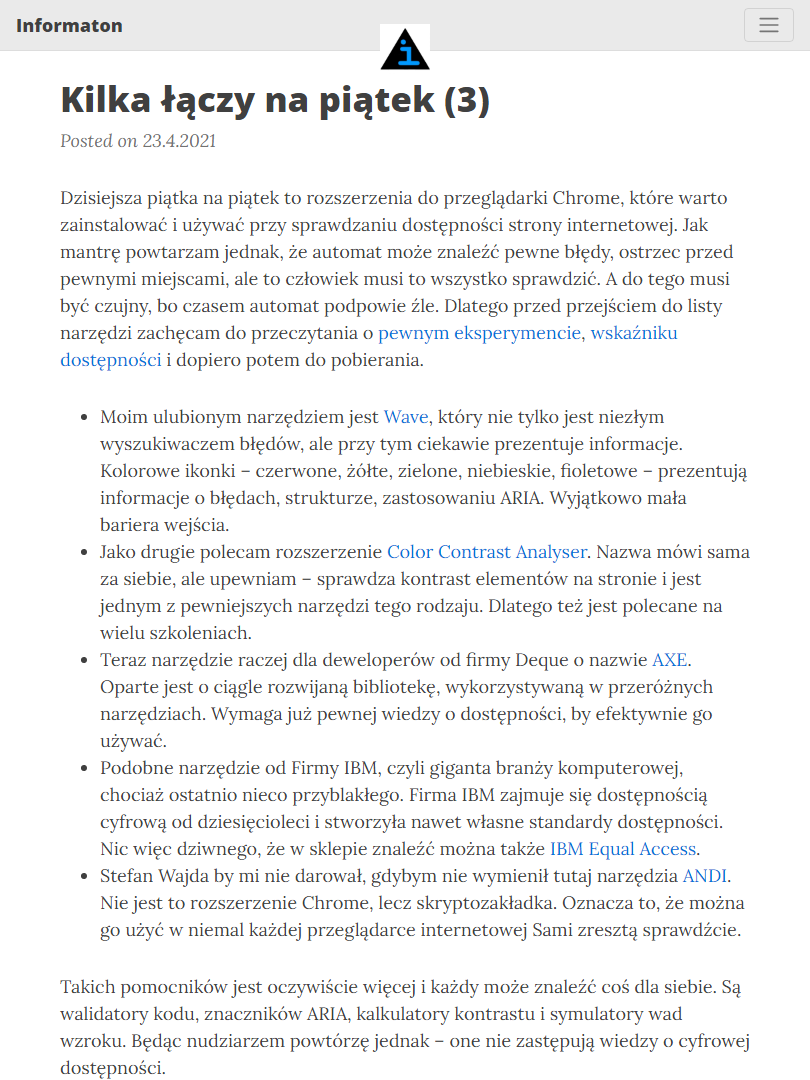 Informaton
i
Kilka łączy na piątek (3)
Posted on 23.4.2021
Dzisiejsza piątka na piątek to rozszerzenia do przeglądarki Chrome, które warto
zainstalować i używać przy sprawdzaniu dostępności strony internetowej. Jak
mantrę powtarzam jednak, że automat może znaleźć pewne błędy, ostrzec przed
pewnymi miejscami, ale to człowiek musi to wszystko sprawdzić. A do tego musi
być czujny, bo czasem automat podpowie źle. Dlatego przed przejściem do listy
narzędzi zachęcam do przeczytania o pewnym eksperymencie, wskaźniku
dostępności i dopiero potem do pobierania.
• Moim ulubionym narzędziem jest Wave, który nie tylko jest niezłym
wyszukiwaczem błędów, ale przy tym ciekawie prezentuje informacje.
Kolorowe ikonki – czerwone, żółte, zielone, niebieskie, fioletowe – prezentują
informacje o błędach, strukturze, zastosowaniu ARIA. Wyjątkowo mała
bariera wejścia.
• Jako drugie polecam rozszerzenie Color Contrast Analyser. Nazwa mówi sama
za siebie, ale upewniam – sprawdza kontrast elementów na stronie i jest
jednym z pewniejszych narzędzi tego rodzaju. Dlatego też jest polecane na
wielu szkoleniach.
• Teraz narzędzie raczej dla deweloperów od firmy Deque o nazwie AXE.
Oparte jest o ciągle rozwijaną bibliotekę, wykorzystywaną w przeróżnych
narzędziach. Wymaga już pewnej wiedzy o dostępności, by efektywnie go
używać.
• Podobne narzędzie od Firmy IBM, czyli giganta branży komputerowej,
chociaż ostatnio nieco przyblakłego. Firma IBM zajmuje się dostępnością
cyfrową od dziesięcioleci i stworzyła nawet własne standardy dostępności.
Nic więc dziwnego, że w sklepie znaleźć można także IBM Equal Access.
• Stefan Wajda by mi nie darował, gdybym nie wymienił tutaj narzędzia ANDI.
Nie jest to rozszerzenie Chrome, lecz skryptozakładka. Oznacza to, że można
go użyć w niemal każdej przeglądarce internetowej Sami zresztą sprawdźcie.
Takich pomocników jest oczywiście więcej i każdy może znaleźć coś dla siebie. Są
walidatory kodu, znaczników ARIA, kalkulatory kontrastu i symulatory wad
wzroku. Będąc nudziarzem powtórzę jednak – one nie zastępują wiedzy o cyfrowej
dostępności.